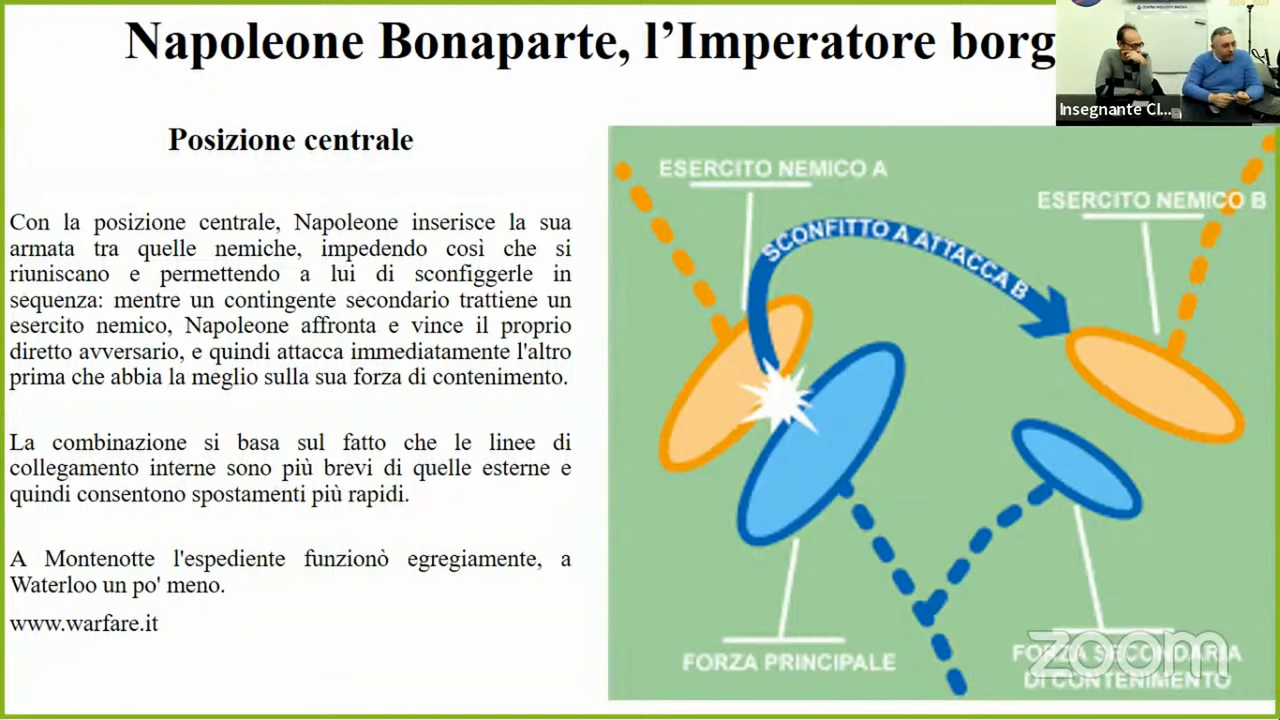 Napoleone Bonaparte, l'Imperatore borg
Insegnante Cl...
Posizione centrale
Con la posizione centrale, Napoleone inserisce la sua
armata tra quelle nemiche, impedendo così che si
riuniscano e permettendo a lui di sconfiggerle in
sequenza: mentre un contingente secondario trattiene un
esercito nemico, Napoleone affronta e vince il proprio
diretto avversario, e quindi attacca immediatamente l'altro
prima che abbia la meglio sulla sua forza di contenimento.
La combinazione si basa sul fatto che le linee di
collegamento interne sono più brevi di quelle esterne e
quindi consentono spostamenti più rapidi.
A Montenotte l'espediente funzionò egregiamente, a
Waterloo un po' meno.
www.warfare.it
ESERCITO NEMICO A
ESERCITO NEMICO B
SCONFITTO A ATTACCA B
FORZA PRINCIPALE
FORZA SECONDARIA
DI CONTENIMENTO
zoom